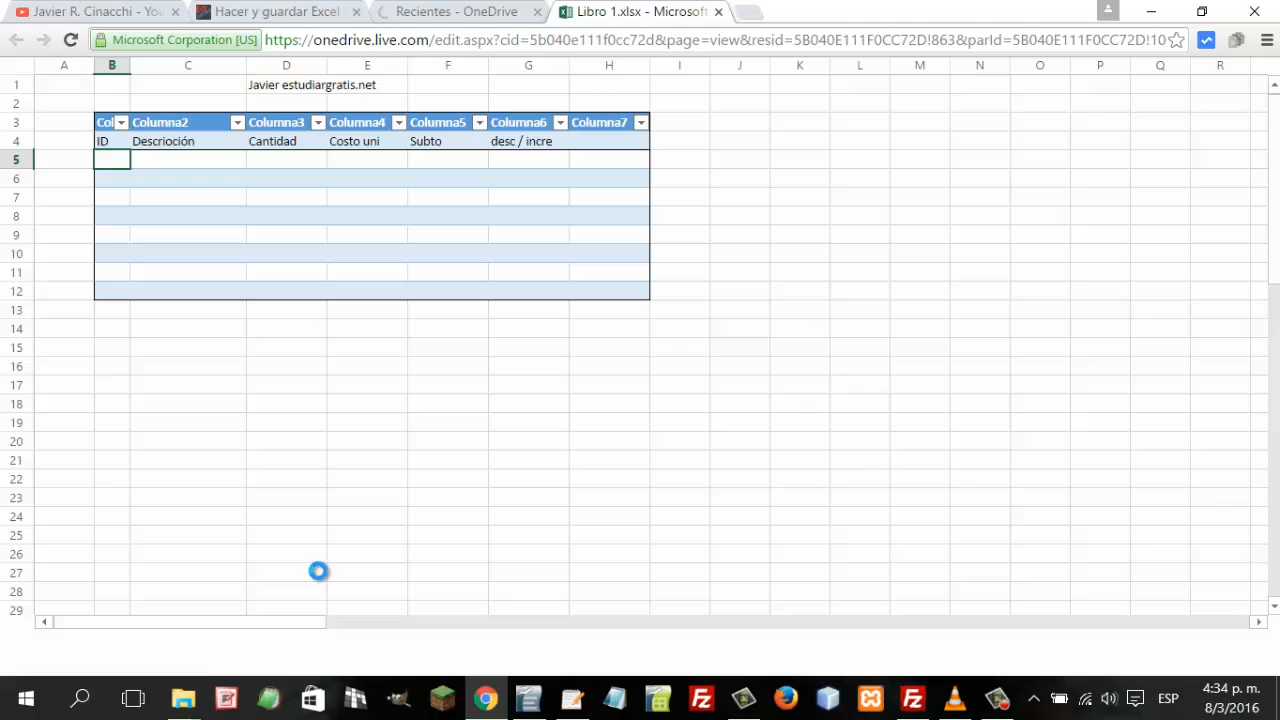 Javier R. Cinacchi - You
Hacer y guardar Excel
Recientes - OneDrive
Libro 1.xlsx - Microsoft
Microsoft Corporation [US]
https://onedrive.live.com/edit.aspx?cid=5b040e111f0cc72d&page=view&resid=5B040E111F0CC72D!863&parId=5B040E111F0CC72D!10
A B C D E F G H I J K L M N O P Q R
1 Javier estudiargratis.net
2
3 Col Columna2 Columna3 Columna4 Columna5 Columna6 Columna7
4 ID Descrioción Cantidad Costo uni Subto desc / incre
5
6
7
8
9
10
11
12
13
14
15
16
17
18
19
20
21
22
23
24
25
26
27
28
29
ESP
4:34 p. m.
8/3/2016